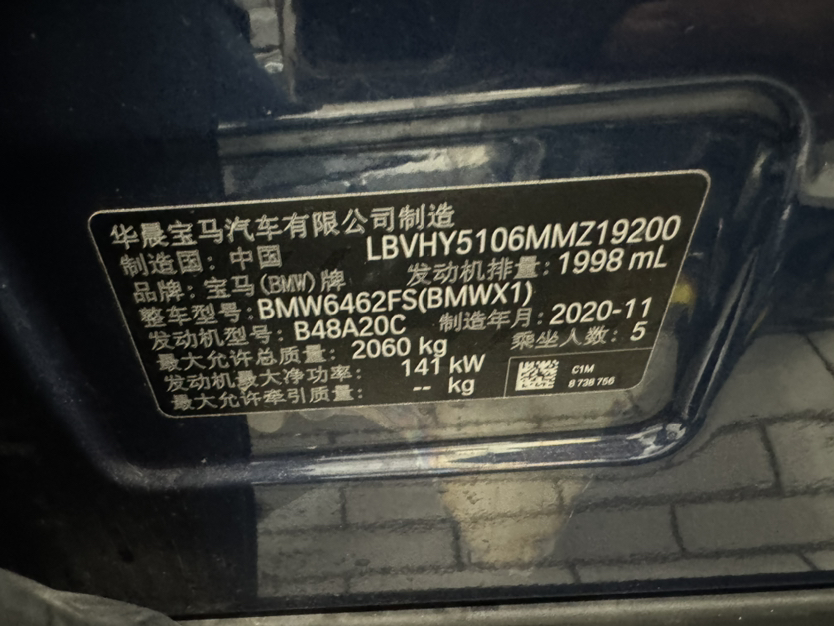 华晨宝马汽车有限公司制造
制造国：中国 LBVHY5106MMZ19200
品牌：宝马(BMW)牌 发动机排量：1998 mL
整车型号：BMW6462FS(BMWX1)
发动机型号：B48A20C 制造年月：2020-11
最大允许总质量：2060 kg 乘坐人数：5
发动机最大净功率：141 kW
最大允许牵引质量：-- kg
C1M
8 738 756